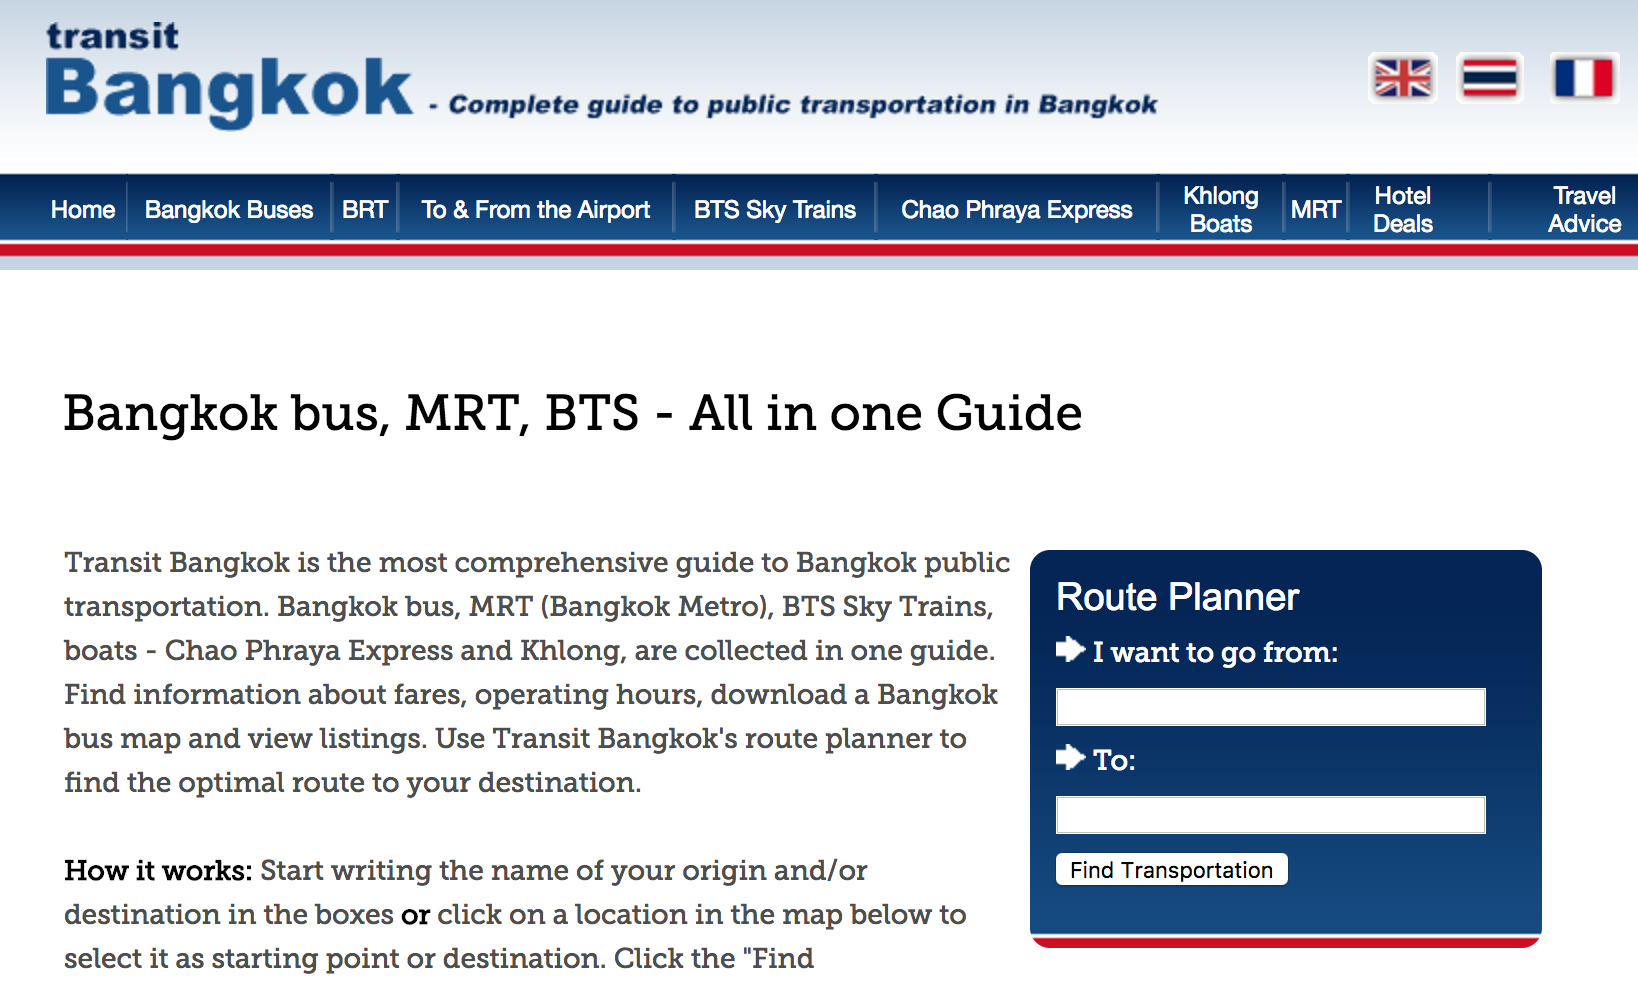 transit
Bangkok - Complete guide to public transportation in Bangkok
Home
Bangkok Buses
BRT
To & From the Airport
BTS Sky Trains
Chao Phraya Express
Khlong
Boats
MRT
Hotel
Deals
Travel
Advice
Bangkok bus, MRT, BTS - All in one Guide
Transit Bangkok is the most comprehensive guide to Bangkok public
transportation. Bangkok bus, MRT (Bangkok Metro), BTS Sky Trains,
boats - Chao Phraya Express and Khlong, are collected in one guide.
Find information about fares, operating hours, download a Bangkok
bus map and view listings. Use Transit Bangkok's route planner to
find the optimal route to your destination.
How it works: Start writing the name of your origin and/or
destination in the boxes or click on a location in the map below to
select it as starting point or destination. Click the "Find
Route Planner
I want to go from:
To:
Find Transportation